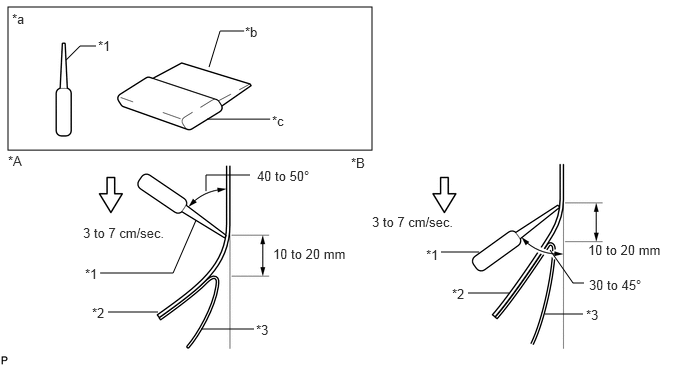 *a
*1
*b
*c
*A
*B
40 to 50°
3 to 7 cm/sec.
10 to 20 mm
*1
*2
*3
3 to 7 cm/sec.
*1
10 to 20 mm
30 to 45°
*2
*3
P